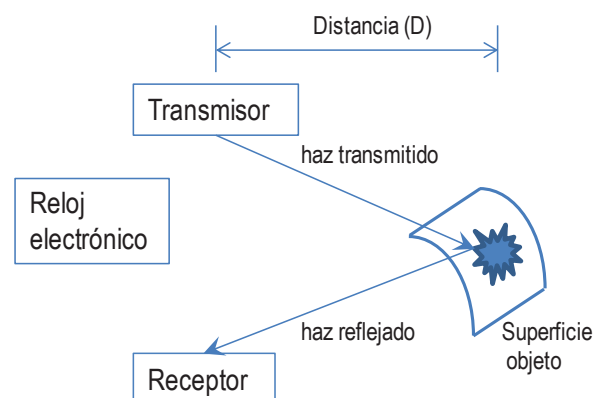 Distancia (D)
Transmisor
haz transmitido
Reloj
electrónico
haz reflejado
Superficie
objeto
Receptor